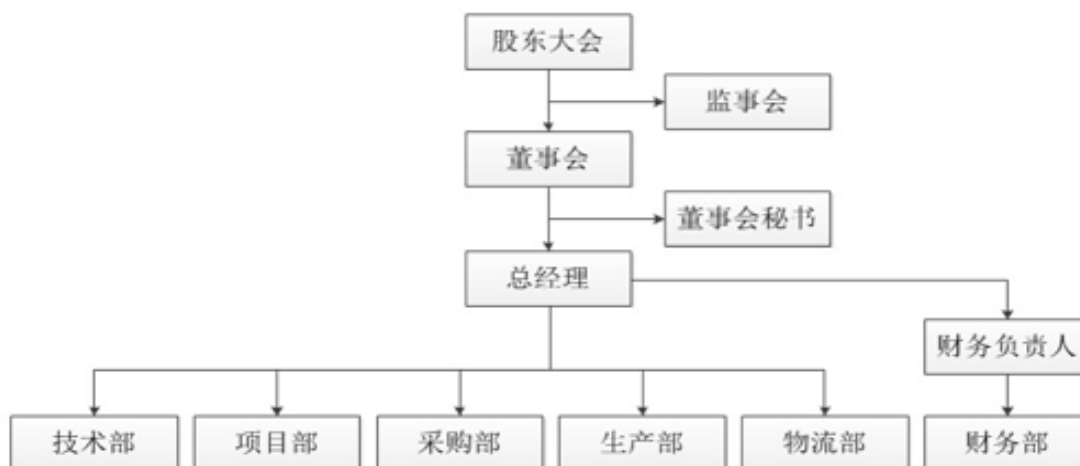 股东大会
监事会
董事会
董事会秘书
总经理
财务负责人
技术部
项目部
采购部
生产部
物流部
财务部